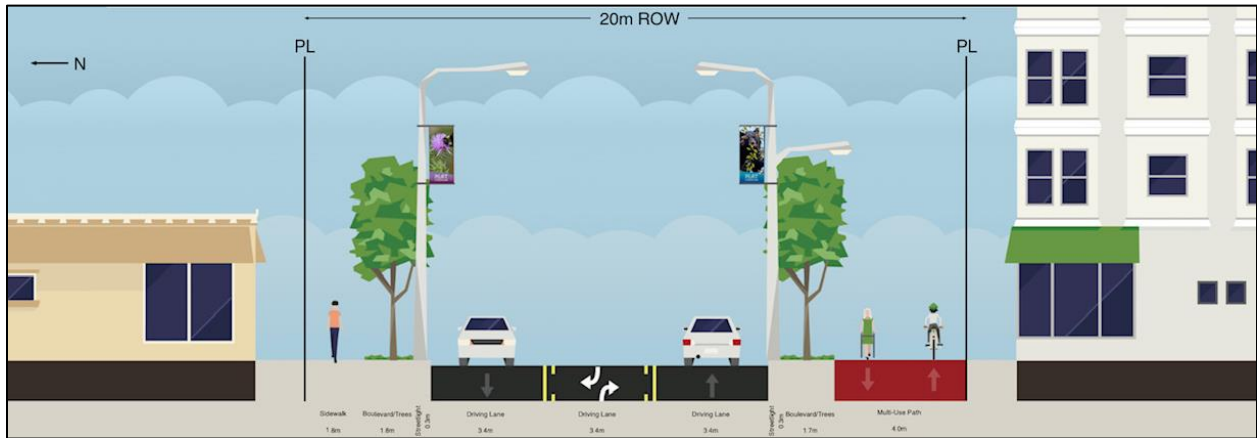 20m ROW
PL
PL
N
Sidewalk
Boulevard/Trees
Streetlight
Driving Lane
Driving Lane
Driving Lane
Streetlight
Boulevard/Trees
Multi-Use Path
1.8m
1.8m
0.3m
3.4m
3.4m
3.4m
0.3m
1.7m
4.0m